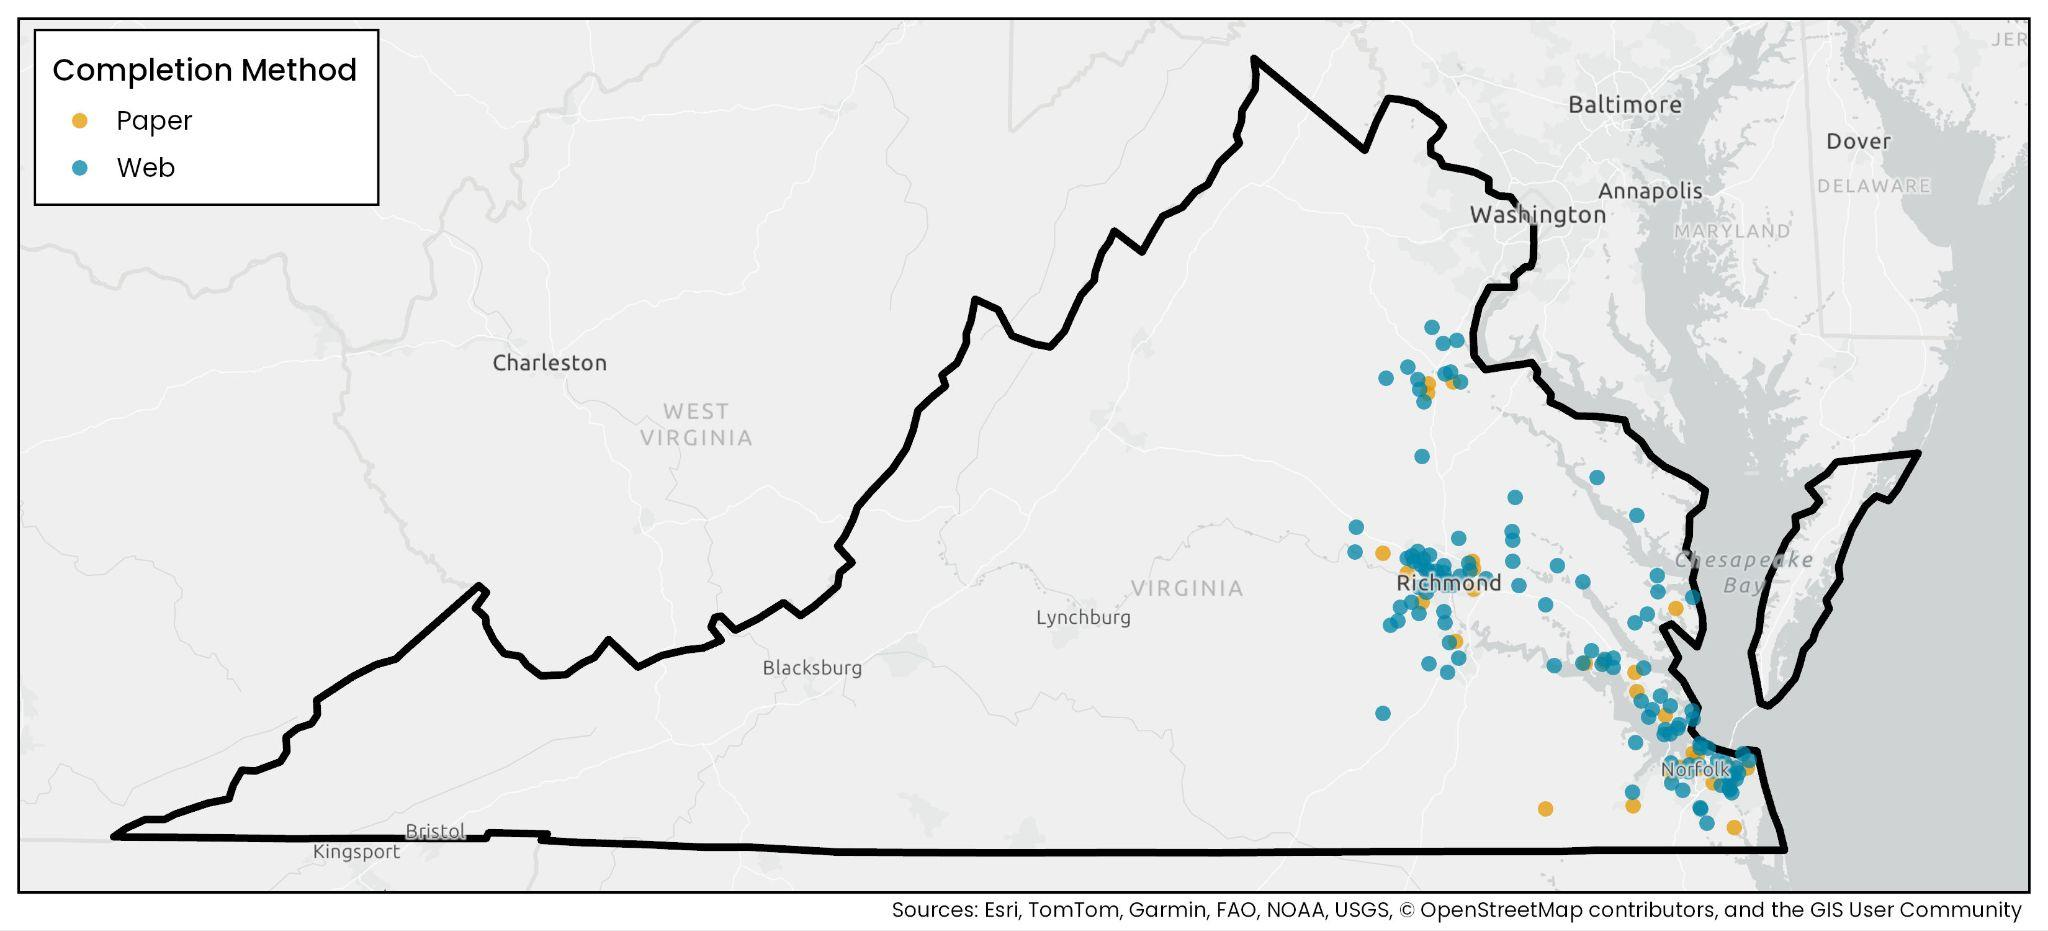 Completion Method
Paper
Web
JER
Baltimore
Dover
DELAWARE
Annapolis
Washington
MARYLAND
Charleston
WEST
VIRGINIA
Chesapeake
Bay
Richmond
VIRGINIA
Lynchburg
Blacksburg
Norfolk
Bristol
Kingsport
Sources: Esri, TomTom, Garmin, FAO, NOAA, USGS, © OpenStreetMap contributors, and the GIS User Community